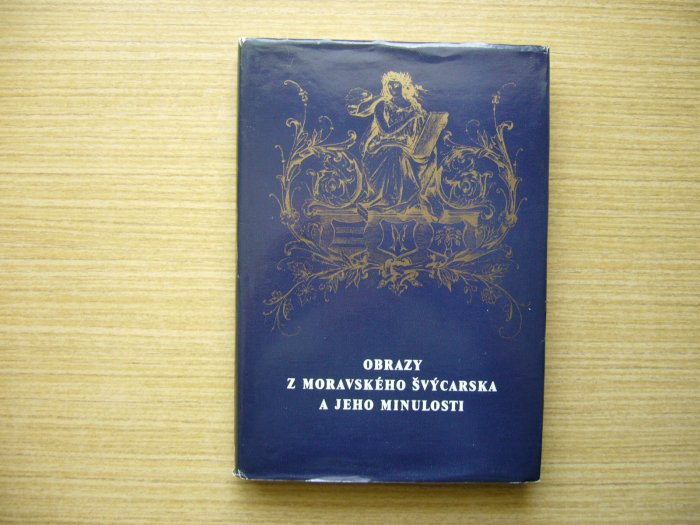 OBRAZY
Z MORAVSKÉHO ŠVÝCARSKA
A JEHO MINULOSTI